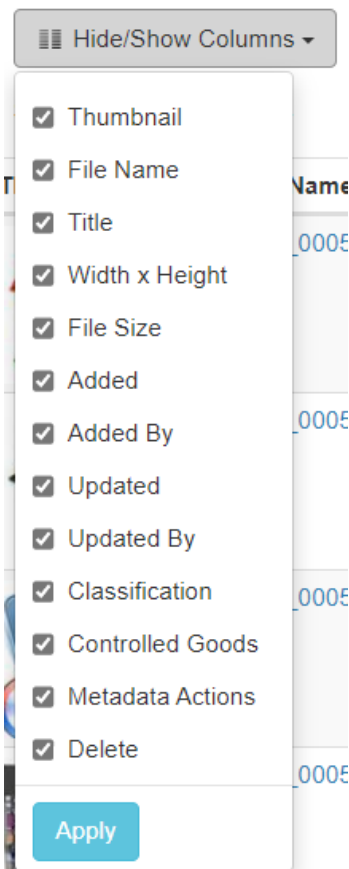 Hide/Show Columns
Thumbnail
File Name
Name
Title
_0005
Width x Height
File Size
Added
Added By
_0005
Updated
Updated By
Classification
_0005
Controlled Goods
Metadata Actions
Delete
_0005
Apply